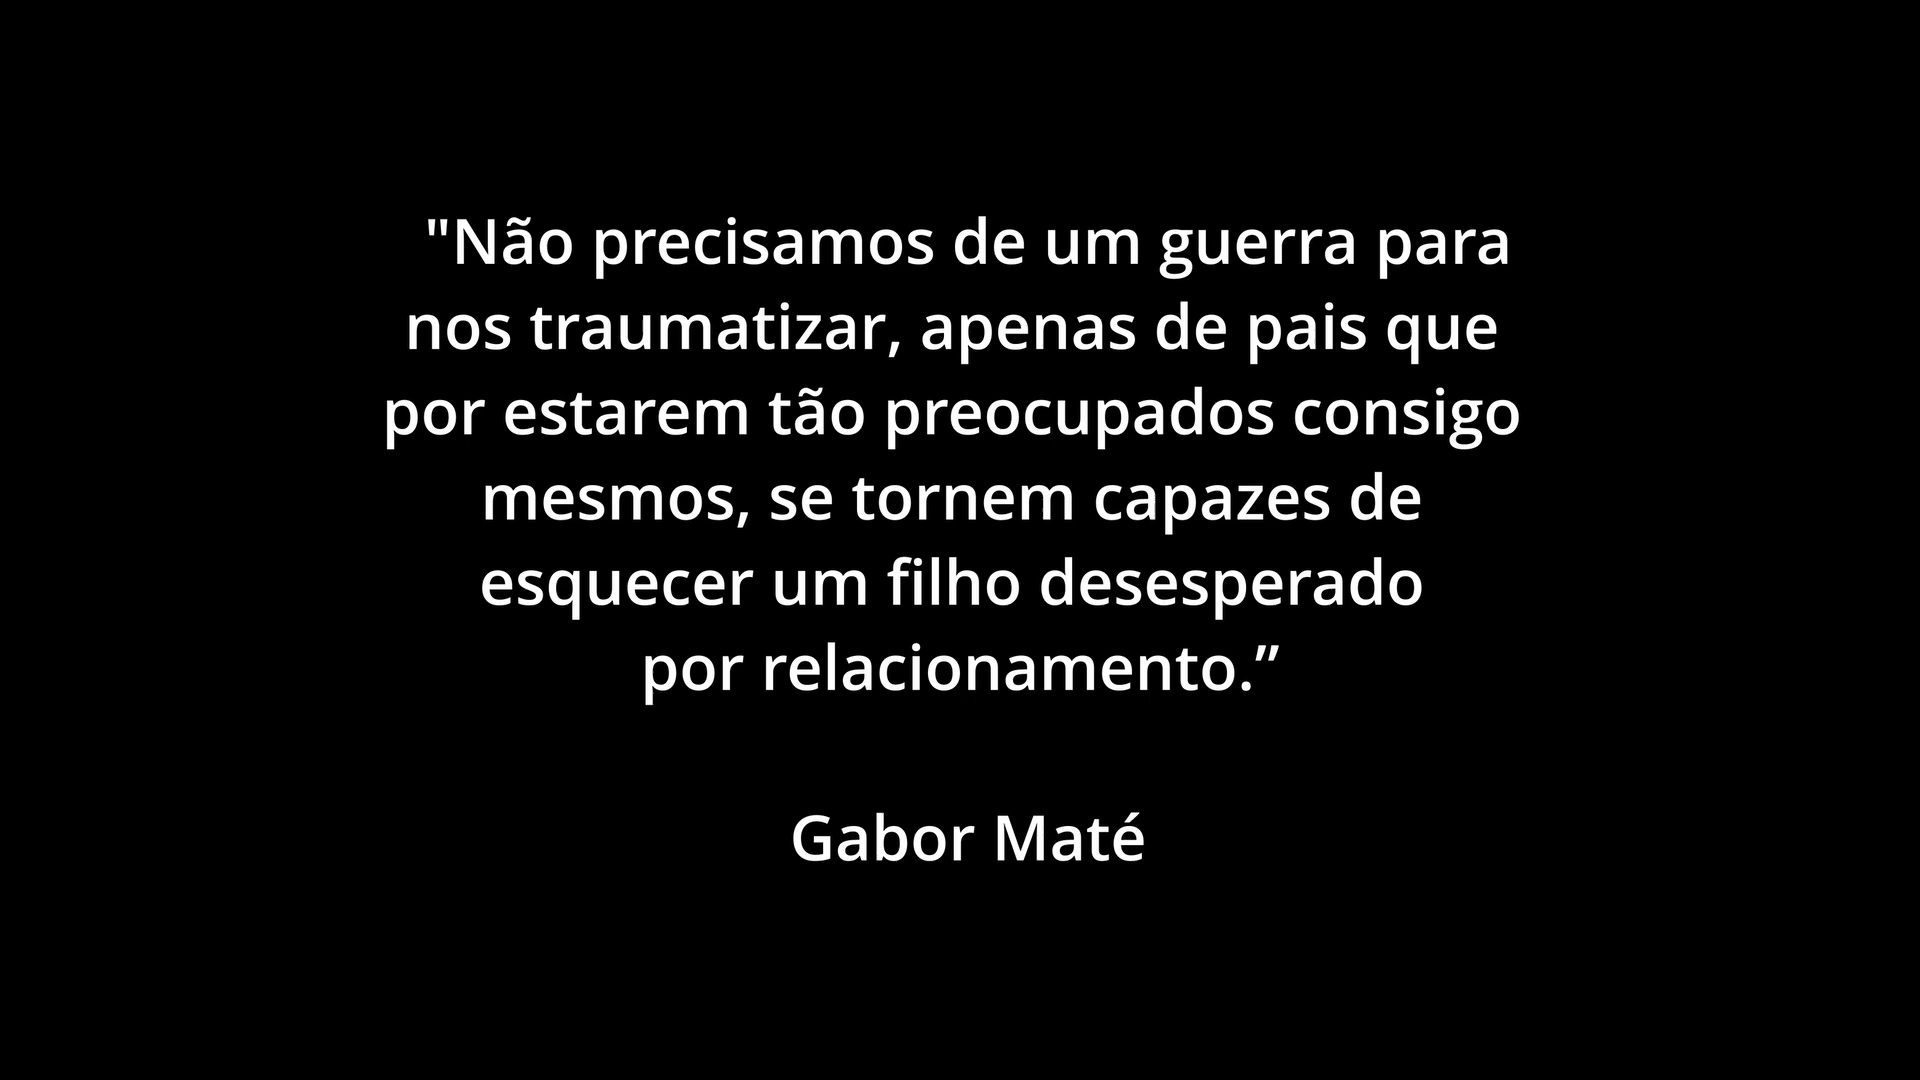 "Não precisamos de um guerra para
nos traumatizar, apenas de pais que
por estarem tão preocupados consigo
mesmos, se tornem capazes de
esquecer um filho desesperado
por relacionamento.”
Gabor Maté